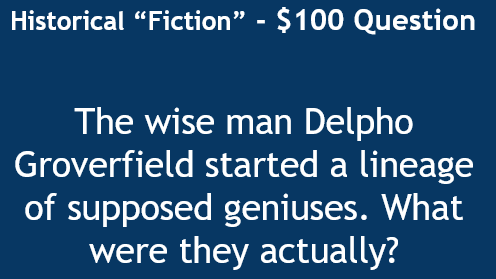 Historical “Fiction” - $100 Question
The wise man Delpho
Groverfield started a lineage
of supposed geniuses. What
were they actually?